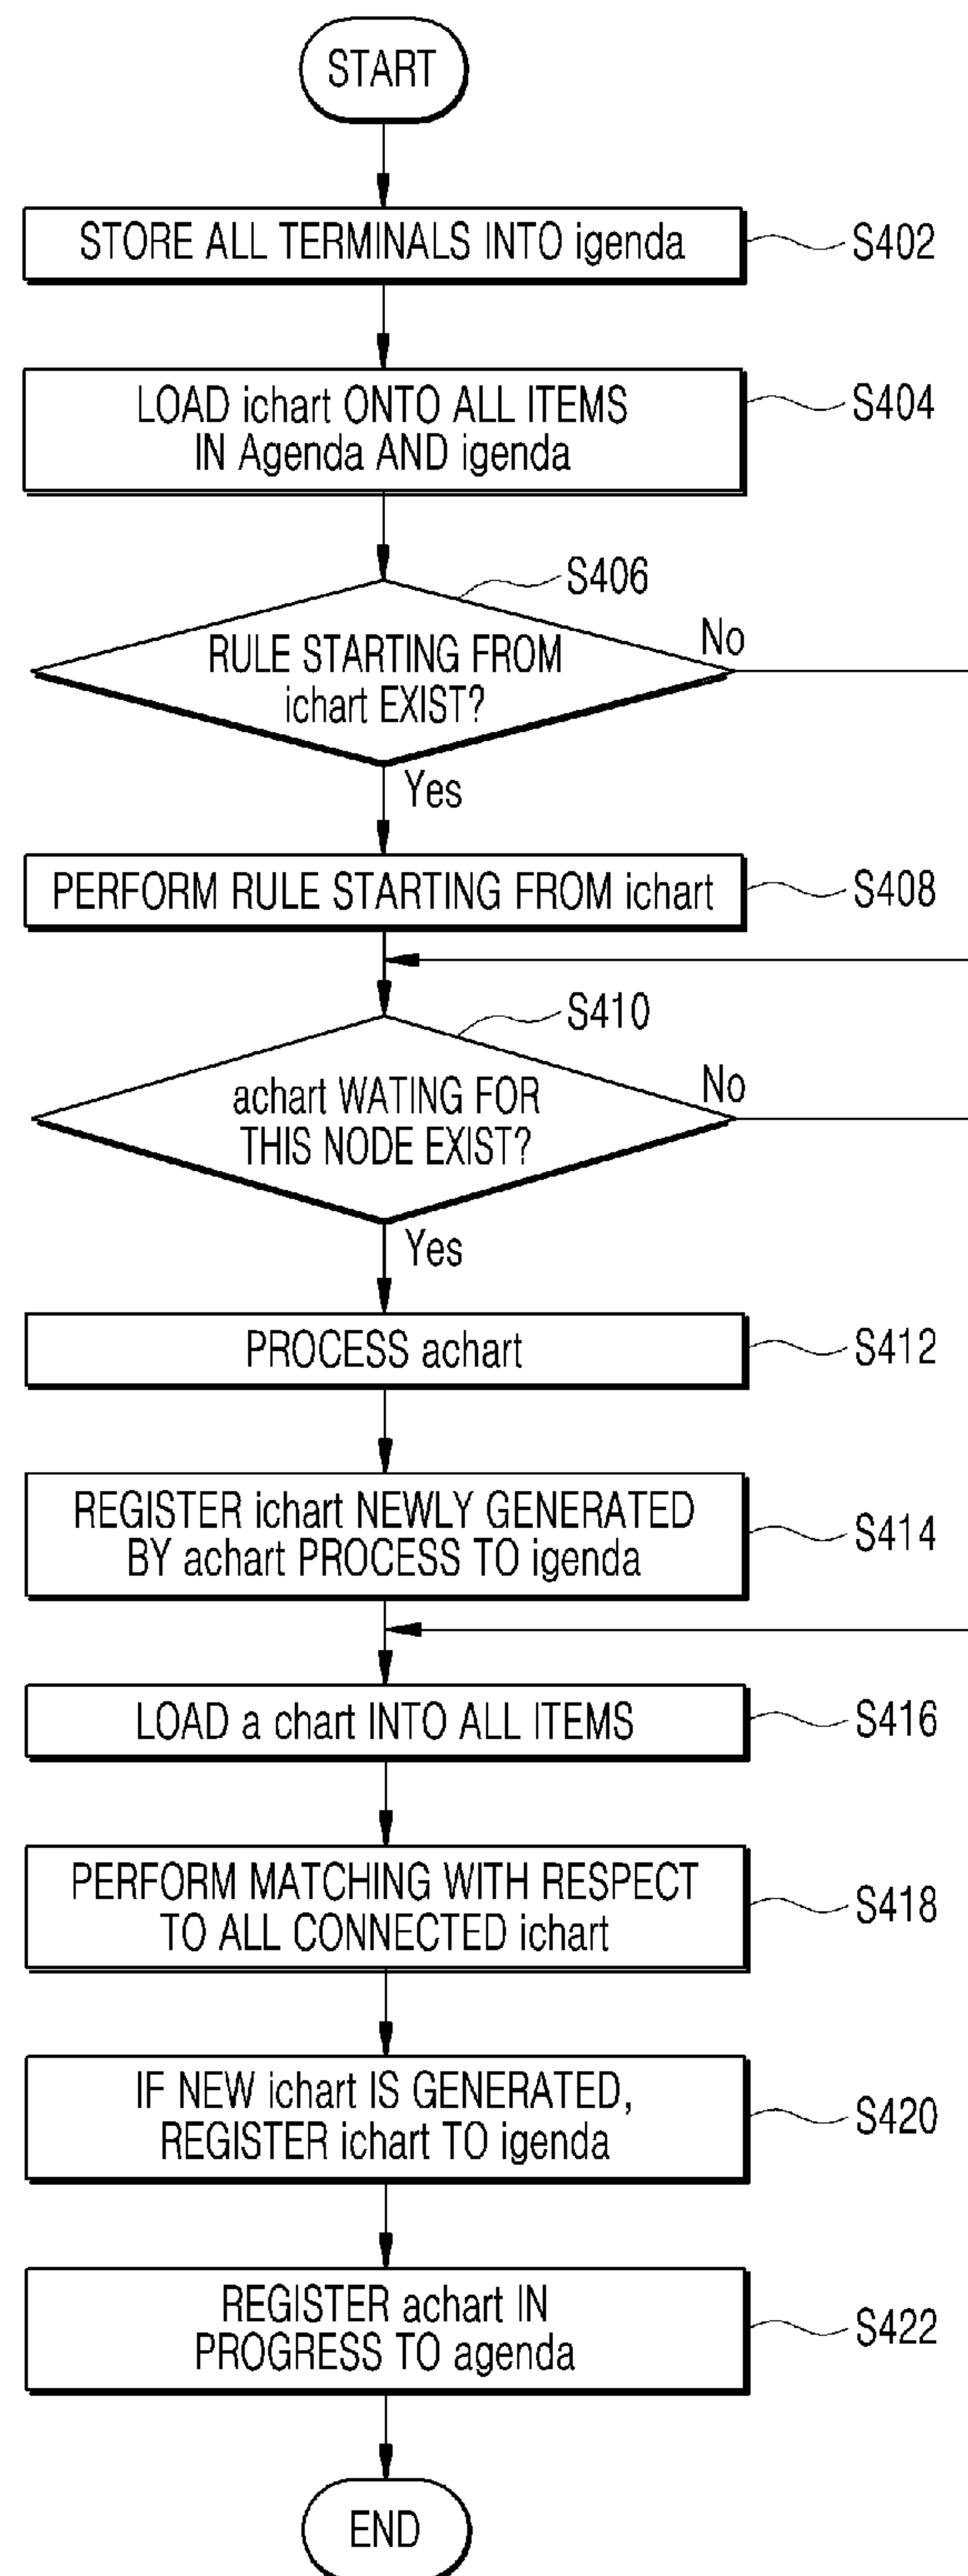 START
STORE ALL TERMINALS INTO igenda
S402
LOAD ichart ONTO ALL ITEMS
IN Agenda AND igenda
S404
S406
RULE STARTING FROM
ichart EXIST?
No
Yes
PERFORM RULE STARTING FROM ichart
S408
S410
achart WATING FOR
THIS NODE EXIST?
No
Yes
PROCESS achart
S412
REGISTER ichart NEWLY GENERATED
BY achart PROCESS TO igenda
S414
LOAD a chart INTO ALL ITEMS
S416
PERFORM MATCHING WITH RESPECT
TO ALL CONNECTED ichart
S418
IF NEW ichart IS GENERATED,
REGISTER ichart TO igenda
S420
REGISTER achart IN
PROGRESS TO agenda
S422
END